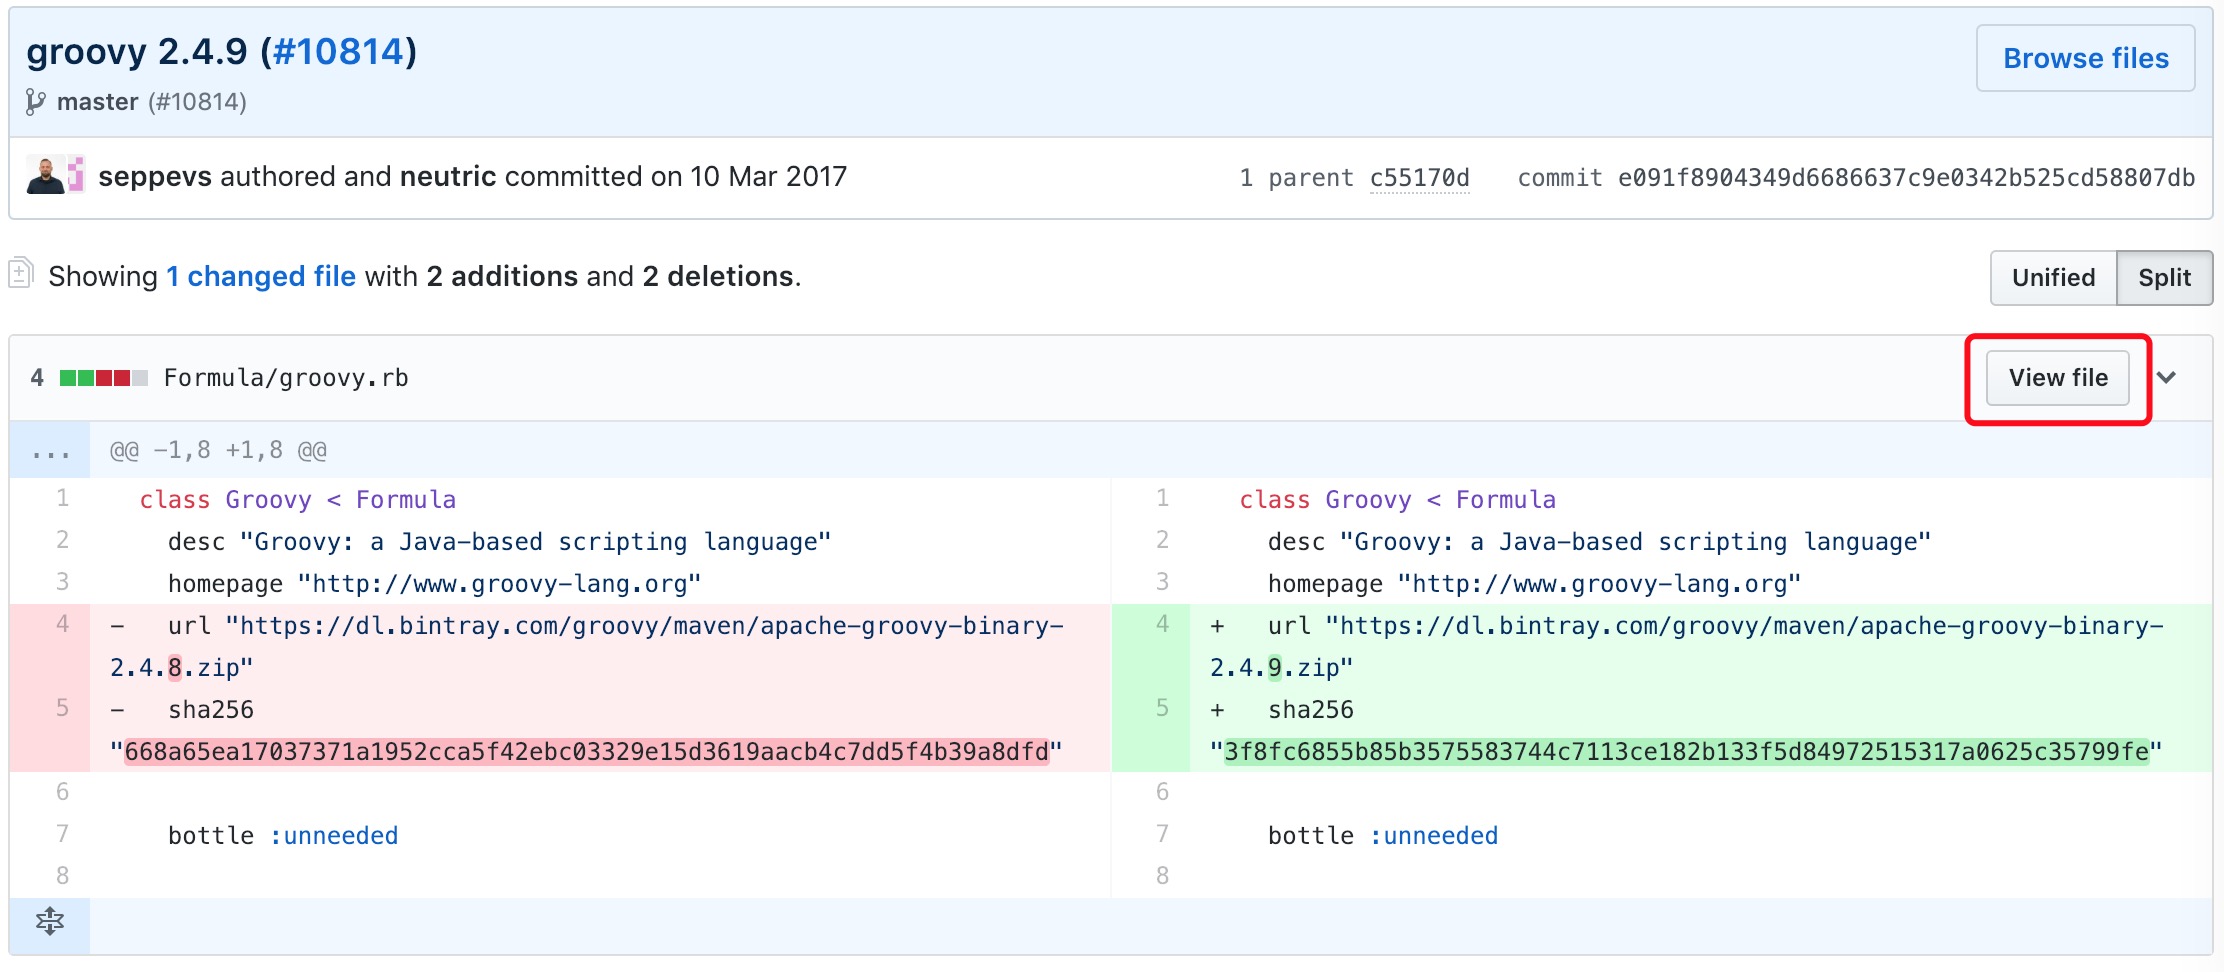 groovy 2.4.9 (#10814)
Browse files
master (#10814)
seppevs authored and neutric committed on 10 Mar 2017
1 parent c55170d commit e091f8904349d6686637c9e0342b525cd58807db
Showing 1 changed file with 2 additions and 2 deletions.
Unified Split
4 Formula/groovy.rb
View file
... @@ -1,8 +1,8 @@
1 class Groovy < Formula
2 desc "Groovy: a Java-based scripting language"
3 homepage "http://www.groovy-lang.org"
4 - url "https://dl.bintray.com/groovy/maven/apache-groovy-binary-
2.4.8.zip"
5 - sha256
"668a65ea17037371a1952cca5f42ebc03329e15d3619aacb4c7dd5f4b39a8dfd"
6
7 bottle :unneeded
8
1 class Groovy < Formula
2 desc "Groovy: a Java-based scripting language"
3 homepage "http://www.groovy-lang.org"
4 + url "https://dl.bintray.com/groovy/maven/apache-groovy-binary-
2.4.9.zip"
5 + sha256
"3f8fc6855b85b3575583744c7113ce182b133f5d84972515317a0625c35799fe"
6
7 bottle :unneeded
8